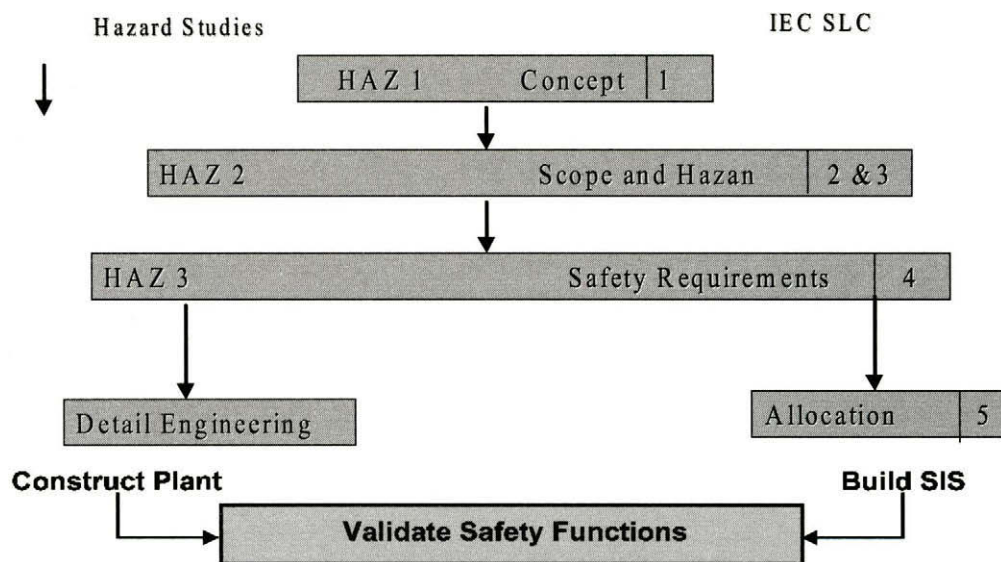 Hazard Studies IEC SLC
HAZ 1 Concept 1
HAZ 2 Scope and Hazan 2 & 3
HAZ 3 Safety Requirements 4
Detail Engineering Allocation 5
Construct Plant Build SIS
Validate Safety Functions